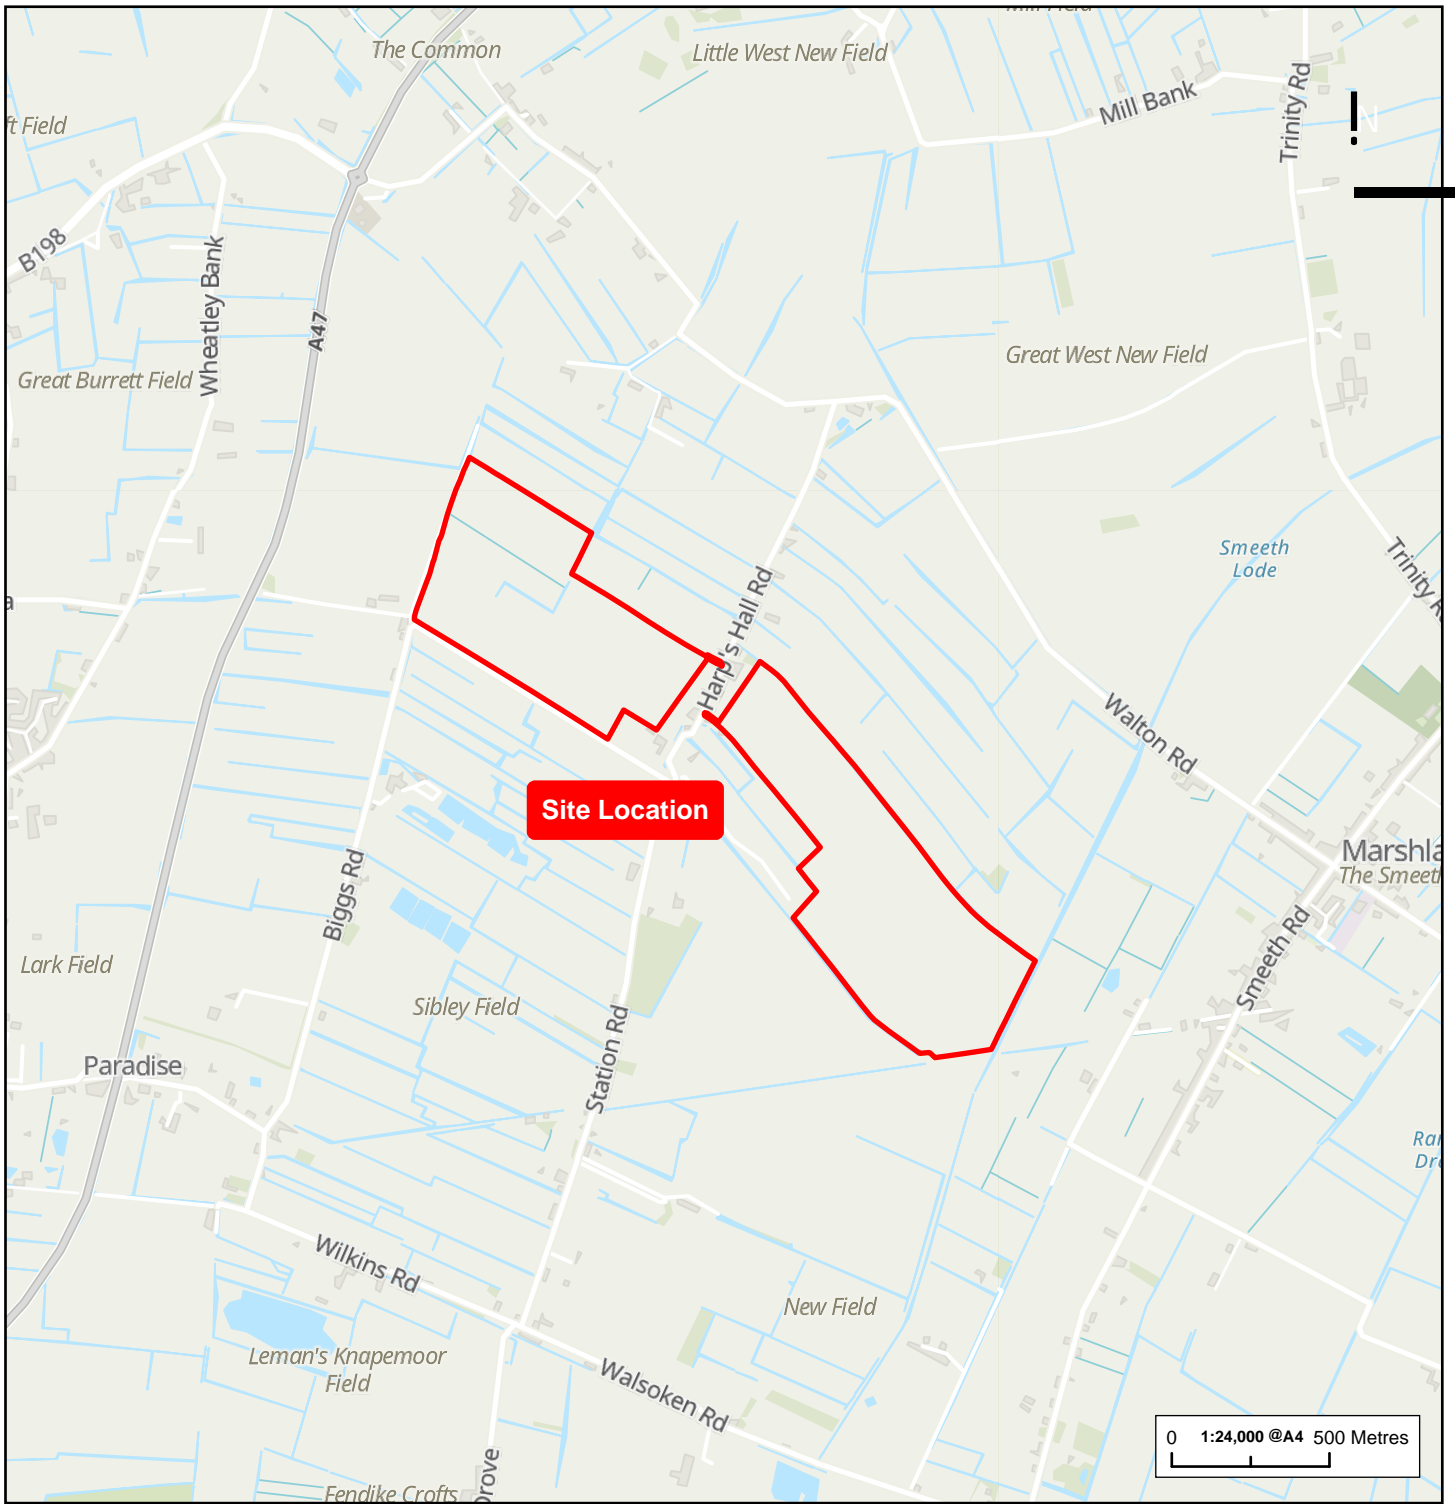 The Common
Little West New Field
Mill Bank
Trinity Rd
N
ft Field
B198
Wheatley Bank
A47
Great Burrett Field
Great West New Field
Smeeth
Lode
Trinity R
Harp's Hall Rd
Walton Rd
Site Location
Marshla
The Smeet
Biggs Rd
Smeeth Rd
Lark Field
Sibley Field
Station Rd
Paradise
Wilkins Rd
New Field
Leman's Knapemoor
Field
Walsoken Rd
0 1:24,000 @A4 500 Metres
Fendike Crofts
Drove